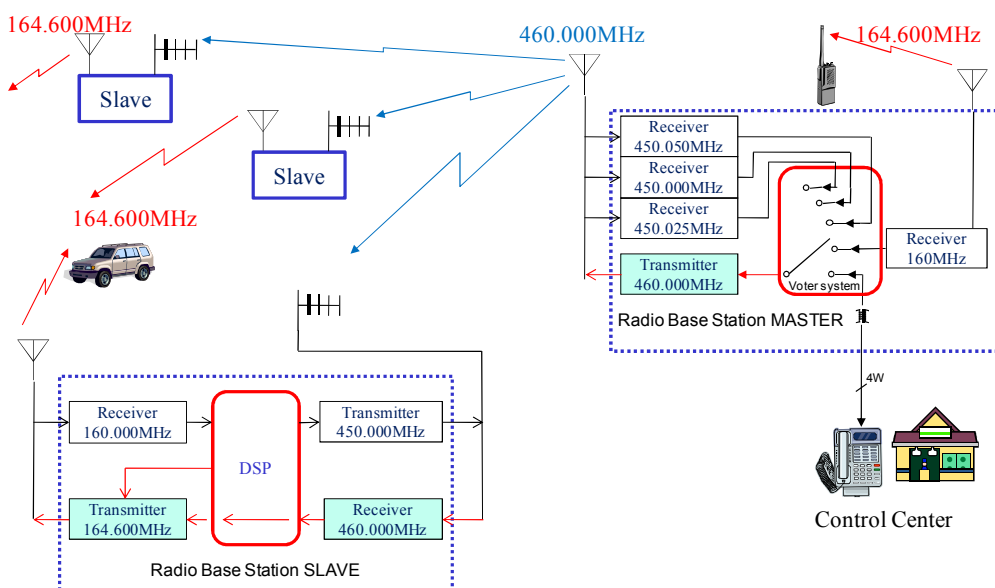 164.600MHz
460.000MHz
164.600MHz
Slave
Slave
164.600MHz
Receiver
450.050MHz
Receiver
450.000MHz
Receiver
450.025MHz
Transmitter
460.000MHz
Voter system
Receiver
160MHz
Radio Base Station MASTER
4W
Control Center
Receiver
160.000MHz
Transmitter
450.000MHz
DSP
Transmitter
164.600MHz
Receiver
460.000MHz
Radio Base Station SLAVE